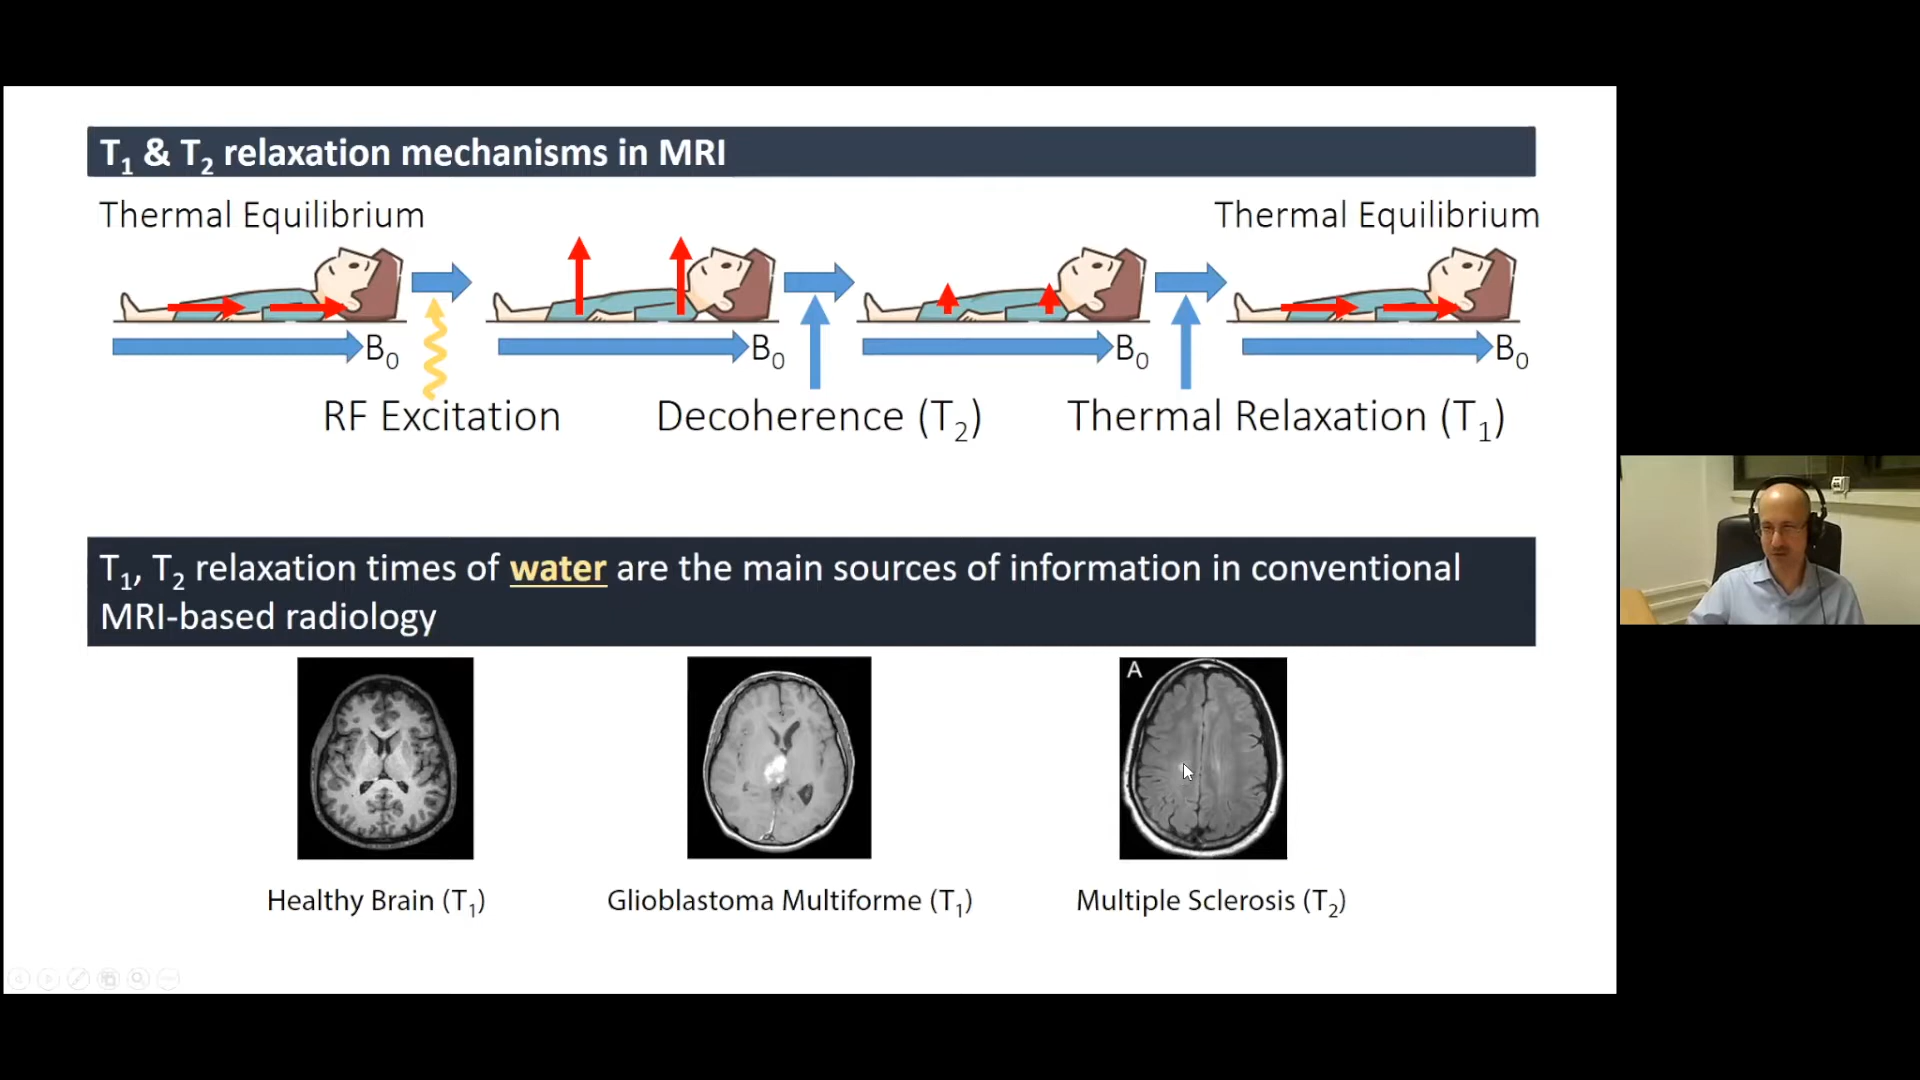 T₁ & T₂ relaxation mechanisms in MRI
Thermal Equilibrium
Thermal Equilibrium
B₀
B₀
B₀
B₀
RF Excitation
Decoherence (T₂)
Thermal Relaxation (T₁)
T₁, T₂ relaxation times of water are the main sources of information in conventional
MRI-based radiology
A
Healthy Brain (T₁)
Glioblastoma Multiforme (T₁)
Multiple Sclerosis (T₂)